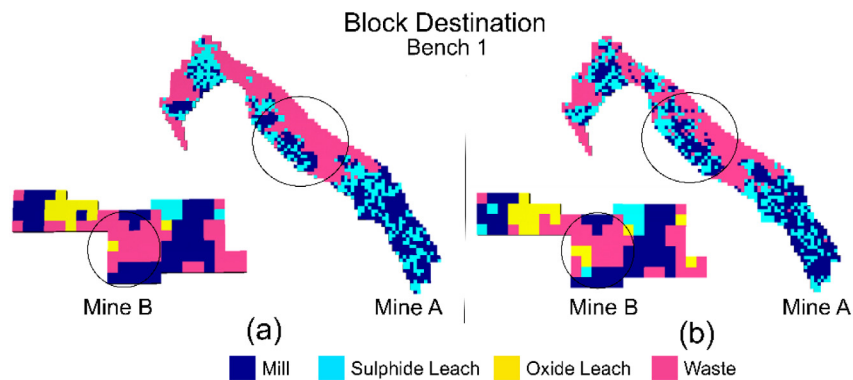 Block Destination
Bench 1
Mine B
Mine A
Mine B
Mine A
(a)
(b)
Mill
Sulphide Leach
Oxide Leach
Waste